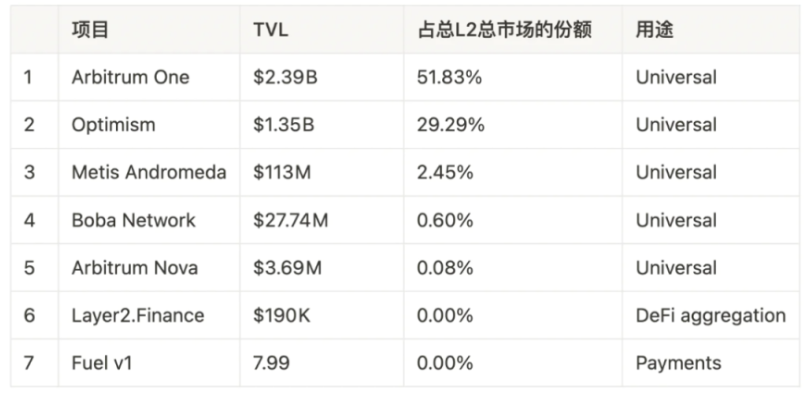 项目 TVL 占总L2总市场的份额 用途
1 Arbitrum One $2.39B 51.83% Universal
2 Optimism $1.35B 29.29% Universal
3 Metis Andromeda $113M 2.45% Universal
4 Boba Network $27.74M 0.60% Universal
5 Arbitrum Nova $3.69M 0.08% Universal
6 Layer2.Finance $190K 0.00% DeFi aggregation
7 Fuel v1 7.99 0.00% Payments